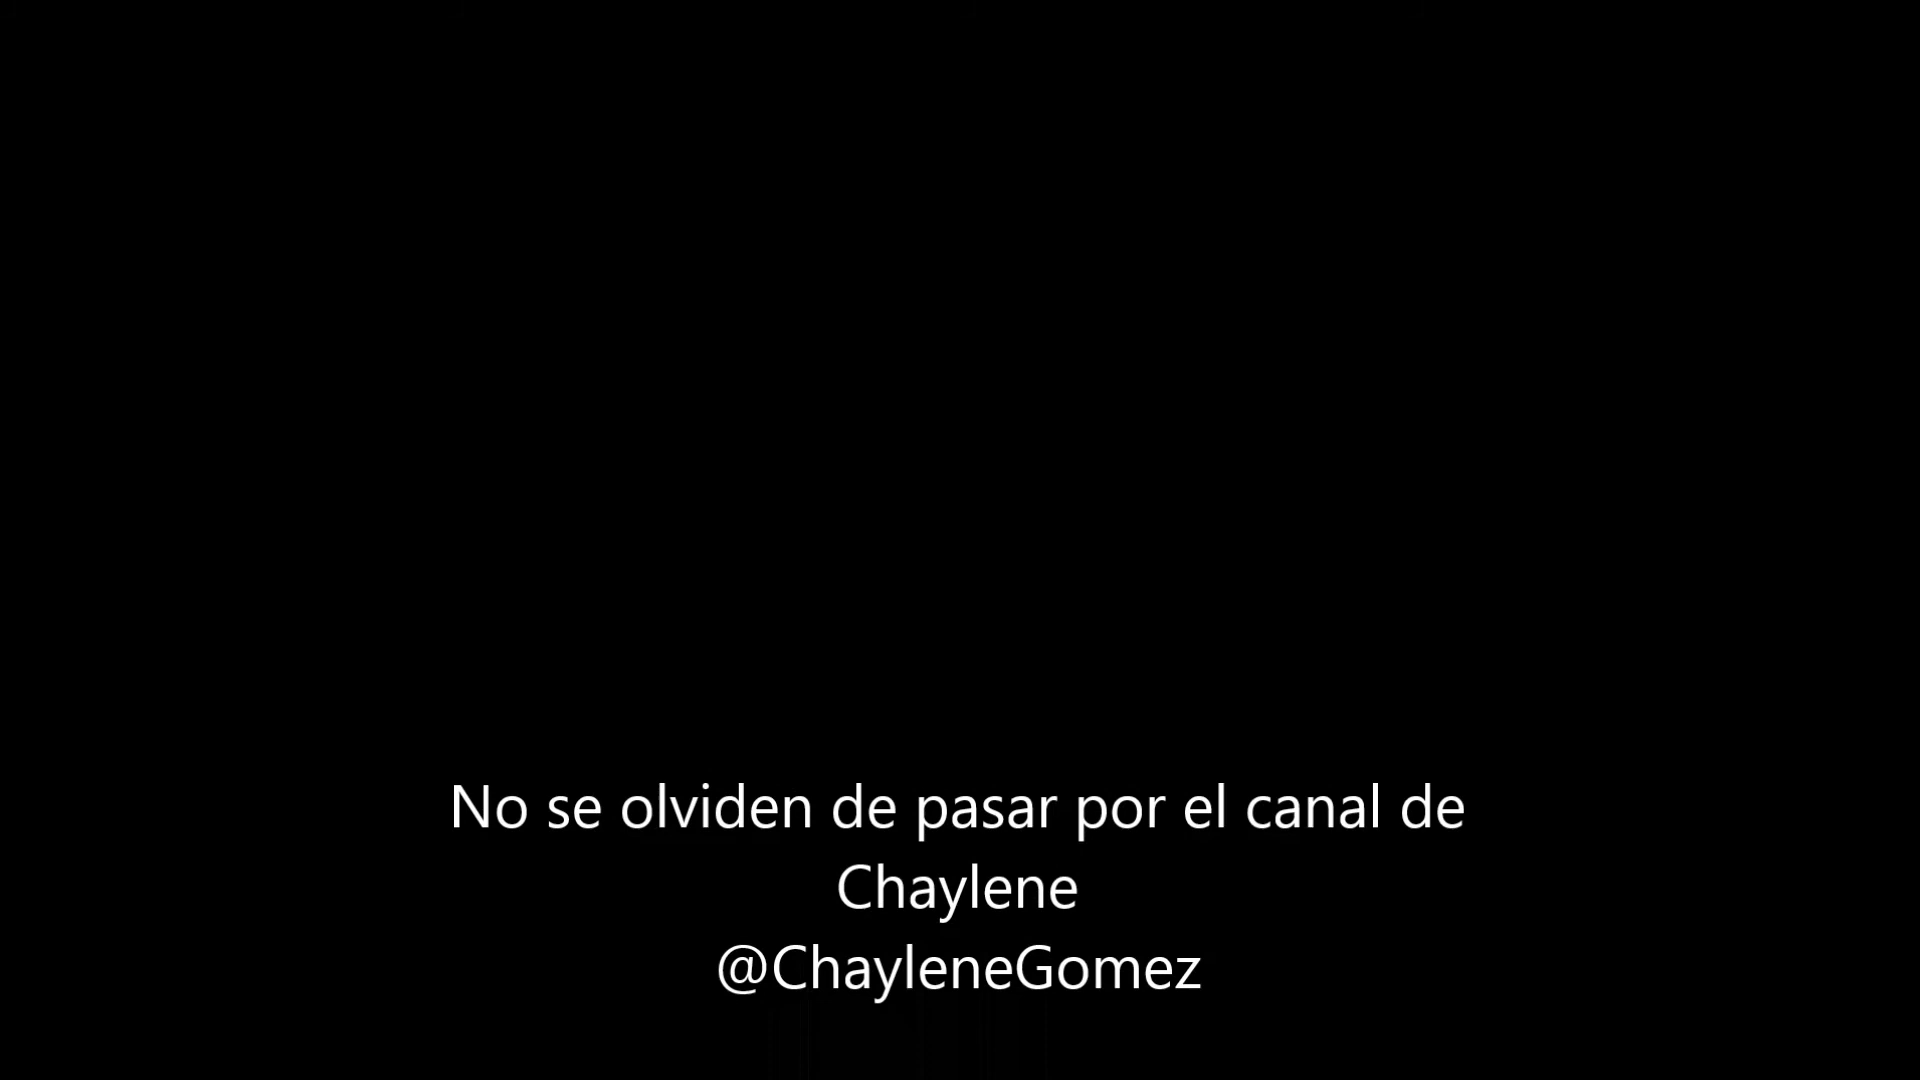 No se olviden de pasar por el canal de
Chaylene
@ChayleneGomez